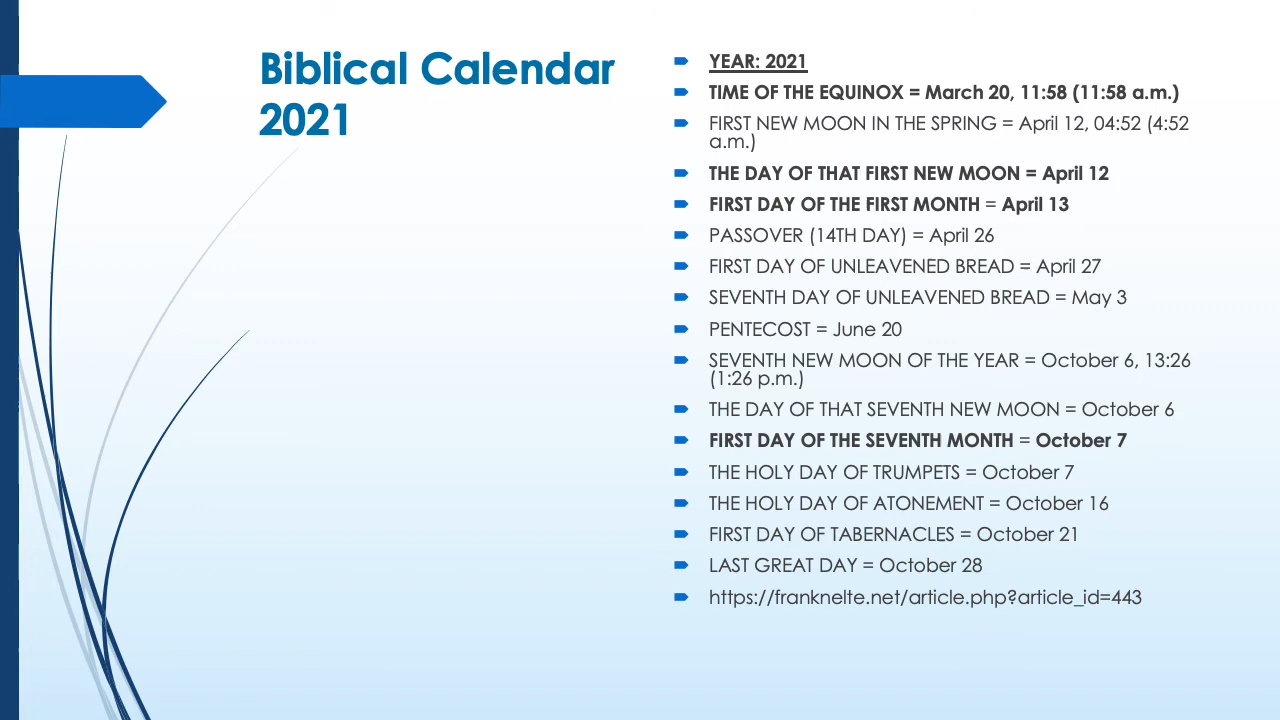 Biblical Calendar
2021
YEAR: 2021
TIME OF THE EQUINOX = March 20, 11:58 (11:58 a.m.)
FIRST NEW MOON IN THE SPRING = April 12, 04:52 (4:52
a.m.)
THE DAY OF THAT FIRST NEW MOON = April 12
FIRST DAY OF THE FIRST MONTH = April 13
PASSOVER (14TH DAY) = April 26
FIRST DAY OF UNLEAVENED BREAD = April 27
SEVENTH DAY OF UNLEAVENED BREAD = May 3
PENTECOST = June 20
SEVENTH NEW MOON OF THE YEAR = October 6, 13:26
(1:26 p.m.)
THE DAY OF THAT SEVENTH NEW MOON = October 6
FIRST DAY OF THE SEVENTH MONTH = October 7
THE HOLY DAY OF TRUMPETS = October 7
THE HOLY DAY OF ATONEMENT = October 16
FIRST DAY OF TABERNACLES = October 21
LAST GREAT DAY = October 28
https://franknelte.net/article.php?article_id=443